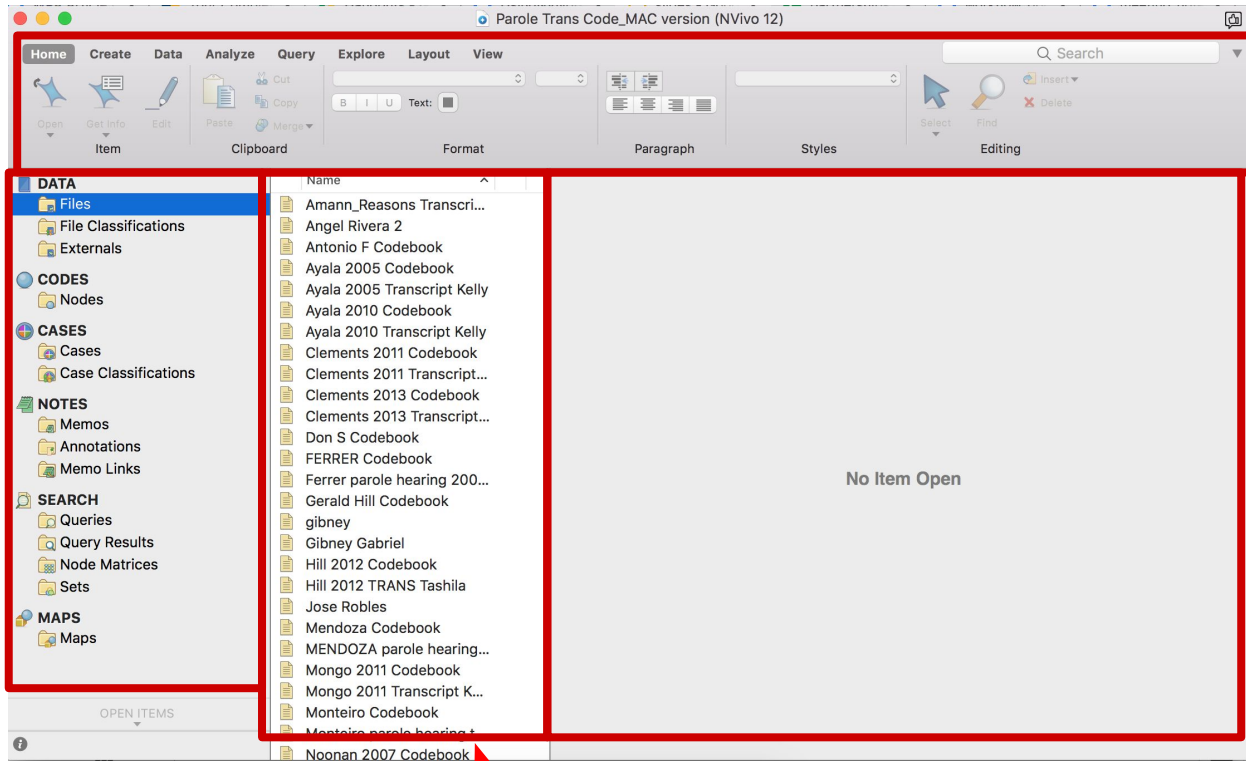 Parole Trans Code_MAC version (NVivo 12)
Home Create Data Analyze Query Explore Layout View Search
Open Get Info Edit Paste Cut Copy Merge B I U Text: Select Find Insert Delete
Item Clipboard Format Paragraph Styles Editing
DATA
Files
File Classifications
Externals
CODES
Nodes
CASES
Cases
Case Classifications
NOTES
Memos
Annotations
Memo Links
SEARCH
Queries
Query Results
Node Matrices
Sets
MAPS
Maps
OPEN ITEMS
Name
Amann_Reasons Transcri...
Angel Rivera 2
Antonio F Codebook
Ayala 2005 Codebook
Ayala 2005 Transcript Kelly
Ayala 2010 Codebook
Ayala 2010 Transcript Kelly
Clements 2011 Codebook
Clements 2011 Transcript...
Clements 2013 Codebook
Clements 2013 Transcript...
Don S Codebook
FERRER Codebook
Ferrer parole hearing 200...
Gerald Hill Codebook
gibney
Gibney Gabriel
Hill 2012 Codebook
Hill 2012 TRANS Tashila
Jose Robles
Mendoza Codebook
MENDOZA parole hearing...
Mongo 2011 Codebook
Mongo 2011 Transcript K...
Monteiro Codebook
Monteiro parole hearing t...
Noonan 2007 Codebook
No Item Open